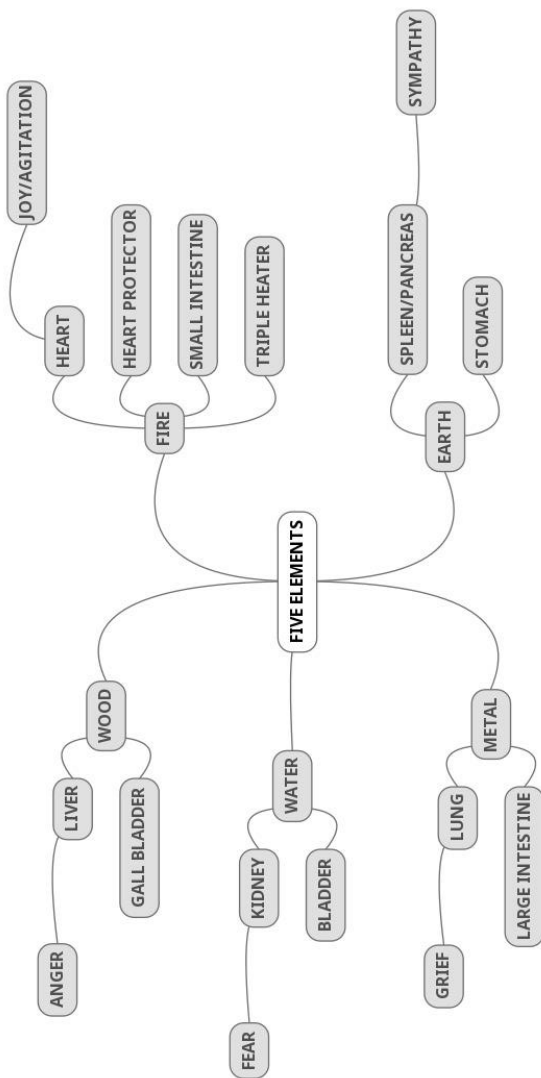 FIVE ELEMENTS
FIRE
HEART
JOY/AGITATION
HEART PROTECTOR
SMALL INTESTINE
TRIPLE HEATER
EARTH
SPLEEN/PANCREAS
SYMPATHY
STOMACH
WOOD
LIVER
ANGER
GALL BLADDER
WATER
KIDNEY
FEAR
BLADDER
METAL
LUNG
GRIEF
LARGE INTESTINE